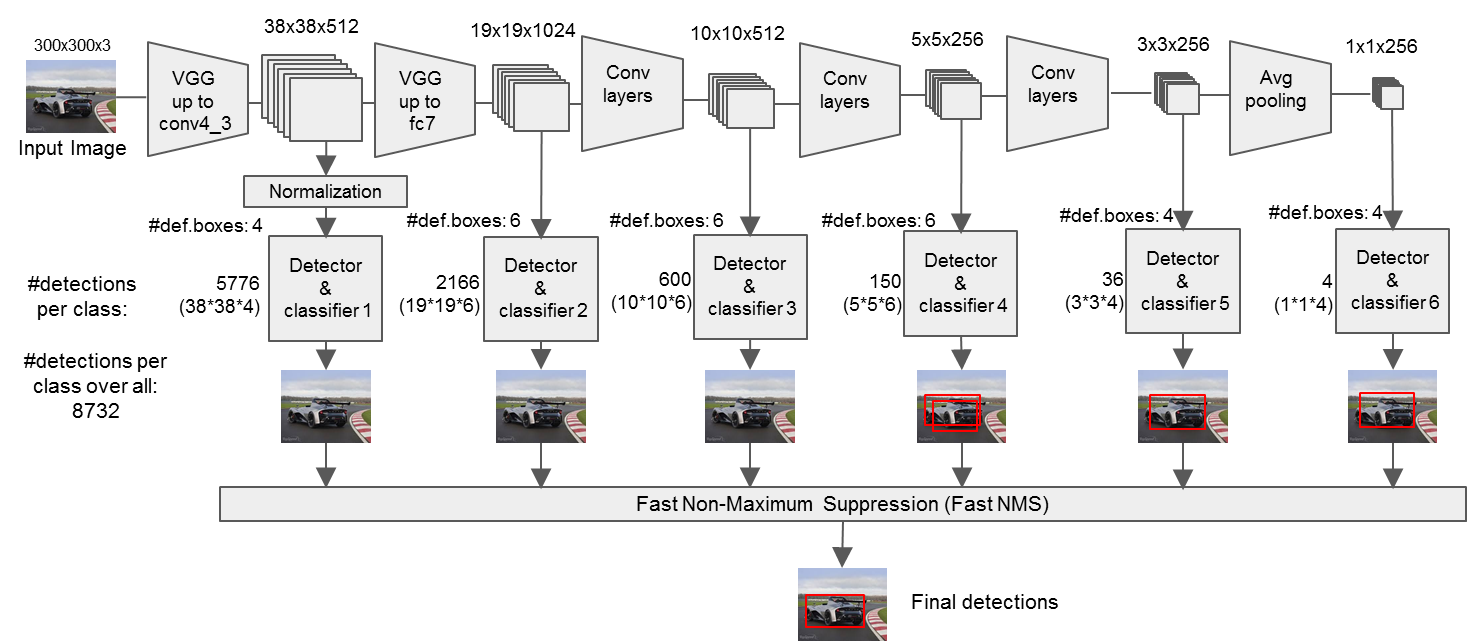 300x300x3
38x38x512
19x19x1024
10x10x512
5x5x256
3x3x256
1x1x256
Input Image
VGG
up to
conv4_3
VGG
up to
fc7
Conv
layers
Conv
layers
Conv
layers
Avg
pooling
Normalization
#def.boxes: 4
#def.boxes: 6
#def.boxes: 6
#def.boxes: 6
#def.boxes: 4
#def.boxes: 4
#detections
per class:
5776
(38*38*4)
Detector
&
classifier 1
2166
(19*19*6)
Detector
&
classifier 2
600
(10*10*6)
Detector
&
classifier 3
150
(5*5*6)
Detector
&
classifier 4
36
(3*3*4)
Detector
&
classifier 5
4
(1*1*4)
Detector
&
classifier 6
#detections per
class over all:
8732
Fast Non-Maximum Suppression (Fast NMS)
Final detections